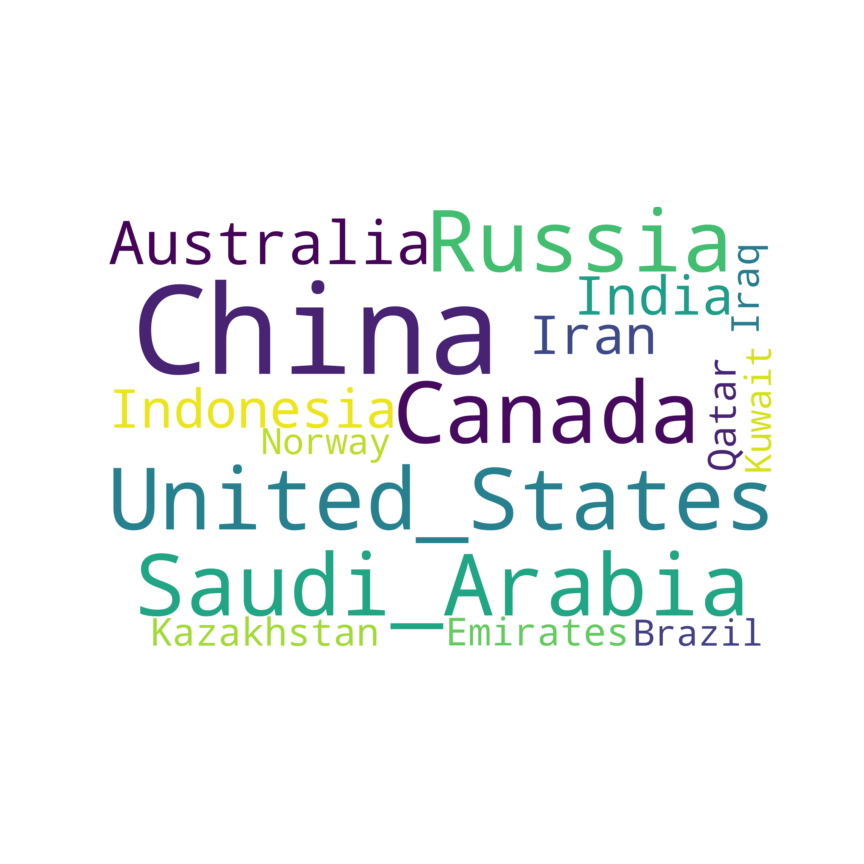 Australia
Russia
Iraq
India
China
Iran
Indonesia
Canada
Qatar
Kuwait
Norway
United_States
Saudi_Arabia
Kazakhstan
Emirates
Brazil